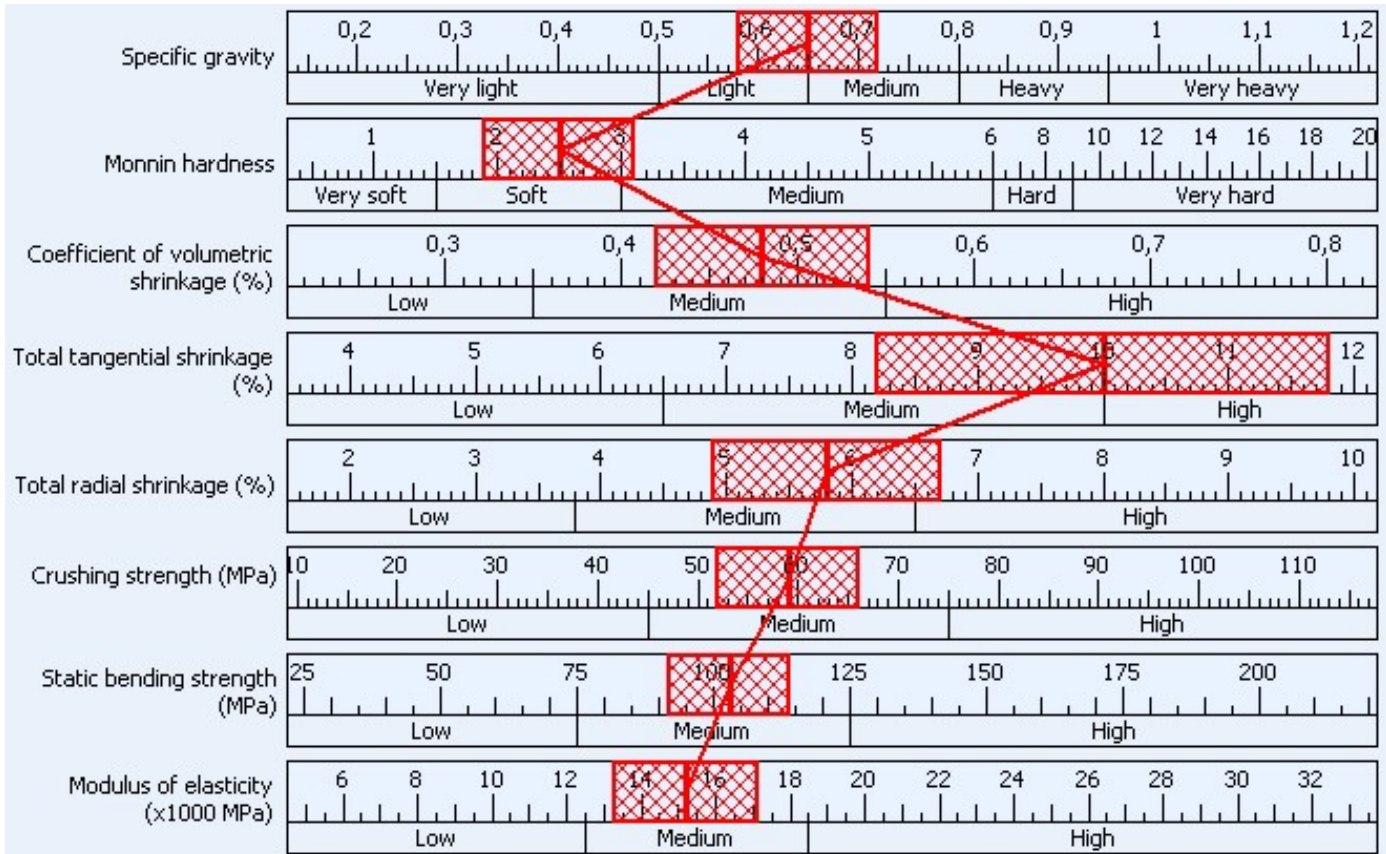 0,2 0,3 0,4 0,5 0,6 0,7 0,8 0,9 1 1,1 1,2
Specific gravity
Very light Light Medium Heavy Very heavy
1 2 3 4 5 6 8 10 12 14 16 18 20
Monnin hardness
Very soft Soft Medium Hard Very hard
0,3 0,4 0,5 0,6 0,7 0,8
Coefficient of volumetric
shrinkage (%)
Low Medium High
4 5 6 7 8 9 10 11 12
Total tangential shrinkage
(%)
Low Medium High
2 3 4 5 6 7 8 9 10
Total radial shrinkage (%)
Low Medium High
10 20 30 40 50 60 70 80 90 100 110
Crushing strength (MPa)
Low Medium High
25 50 75 100 125 150 175 200
Static bending strength
(MPa)
Low Medium High
6 8 10 12 14 16 18 20 22 24 26 28 30 32
Modulus of elasticity
(x1000 MPa)
Low Medium High